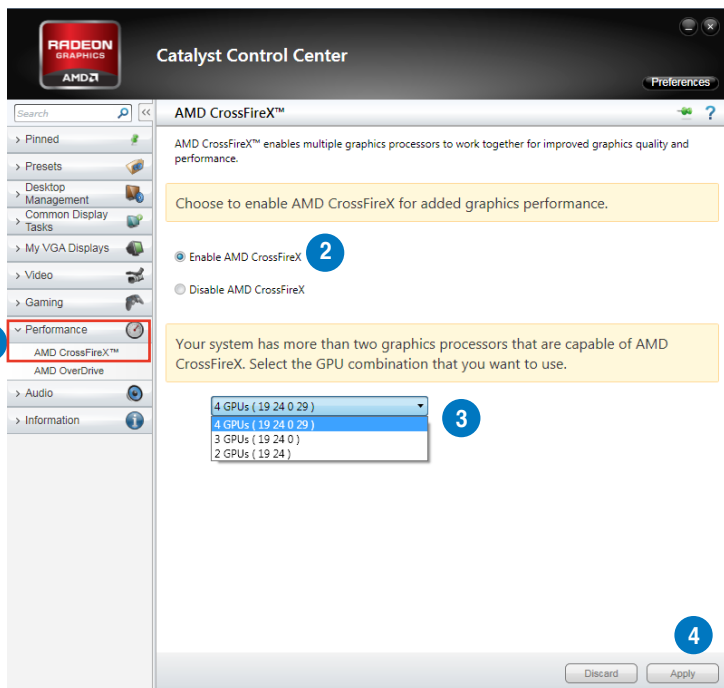 RADEON
GRAPHICS
AMD
Catalyst Control Center
Preferences
Search
<<
AMD CrossFireX™
?
> Pinned
> Presets
> Desktop
Management
> Common Display
Tasks
> My VGA Displays
> Video
> Gaming
Performance
AMD CrossFireX™
AMD OverDrive
> Audio
> Information
AMD CrossFireX™ enables multiple graphics processors to work together for improved graphics quality and
performance.
Choose to enable AMD CrossFireX for added graphics performance.
Enable AMD CrossFireX
2
Disable AMD CrossFireX
Your system has more than two graphics processors that are capable of AMD
CrossFireX. Select the GPU combination that you want to use.
4 GPUs ( 19 24 0 29 )
4 GPUs ( 19 24 0 29 )
3 GPUs ( 19 24 0 )
2 GPUs ( 19 24 )
3
4
Discard
Apply